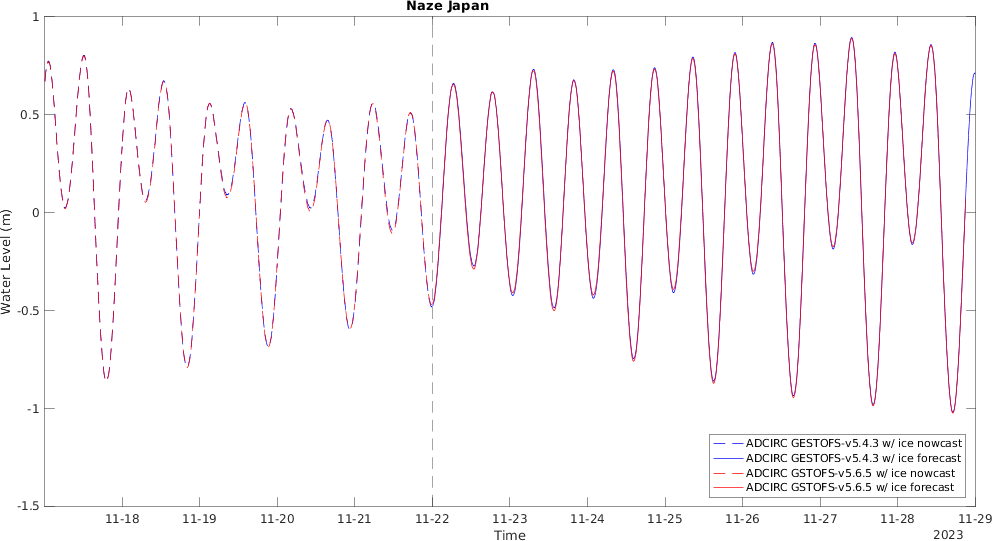 Naze Japan
1
0.5
0
-0.5
-1
-1.5
Water Level (m)
ADCIRC GESTOFS-v5.4.3 w/ ice nowcast
ADCIRC GESTOFS-v5.4.3 w/ ice forecast
ADCIRC GSTOFS-v5.6.5 w/ ice nowcast
ADCIRC GSTOFS-v5.6.5 w/ ice forecast
11-18 11-19 11-20 11-21 11-22 11-23 11-24 11-25 11-26 11-27 11-28 11-29
Time
2023